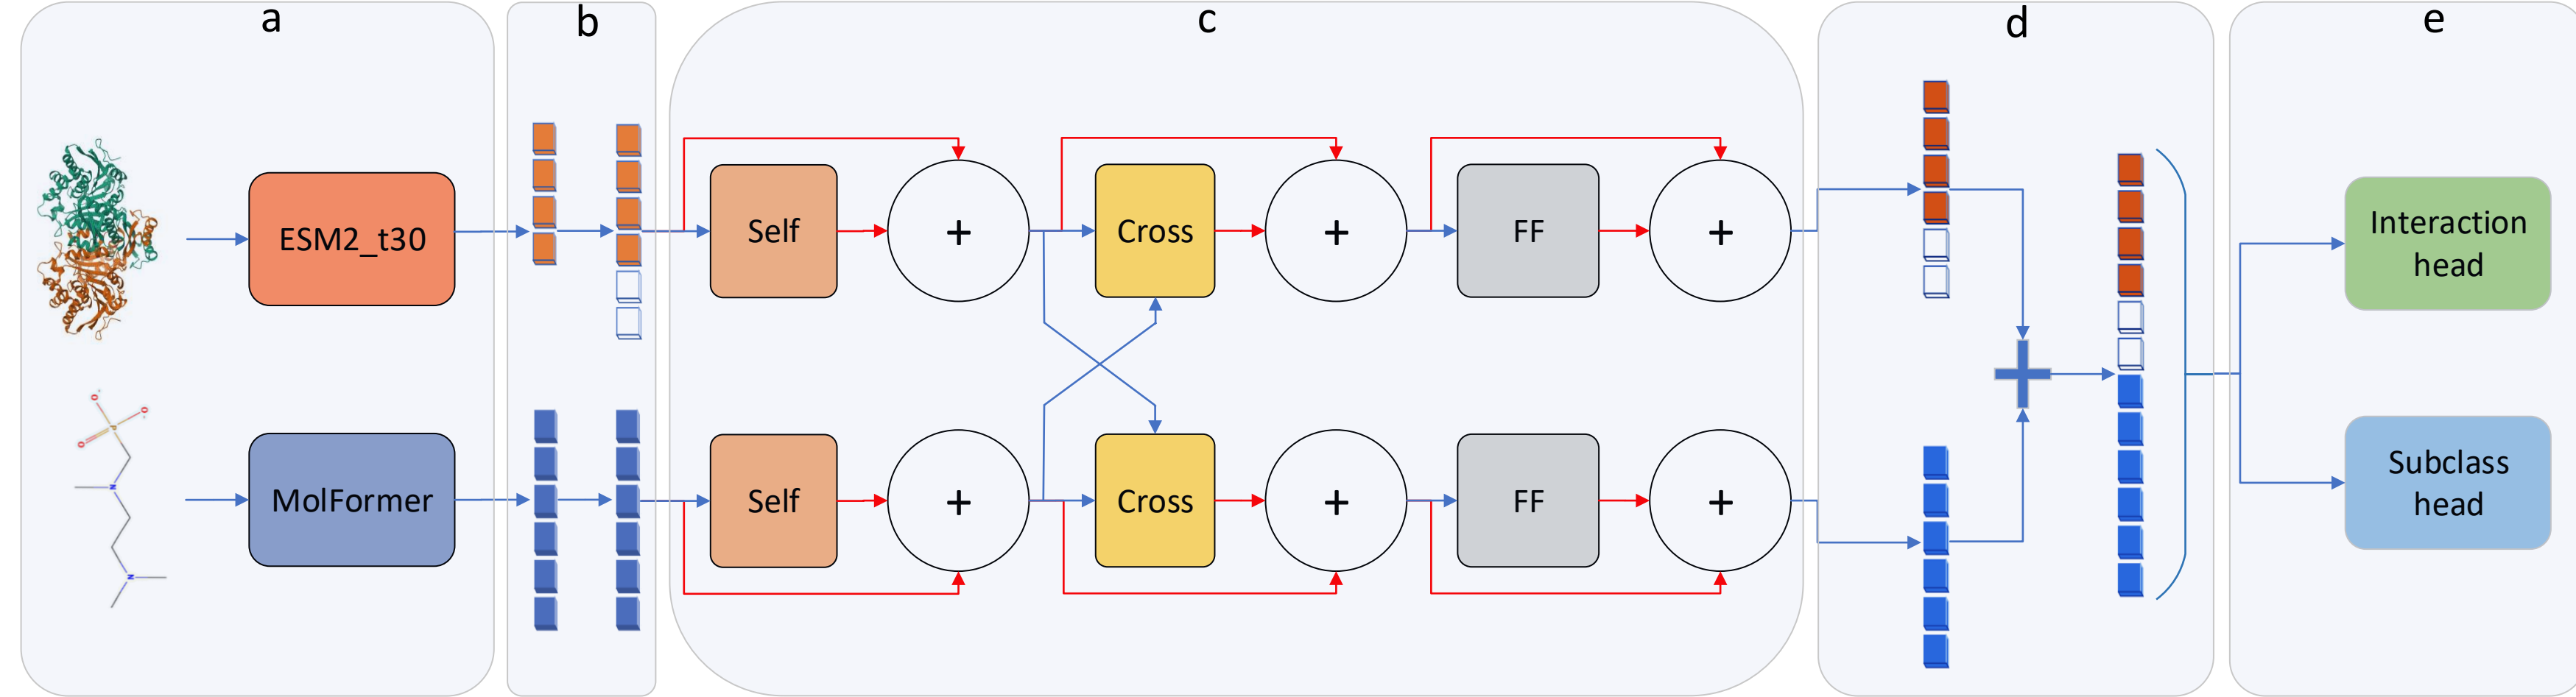 a
b
c
d
e
ESM2_t30
Self
+
Cross
+
FF
+
Interaction
head
MolFormer
Self
+
Cross
+
FF
+
Subclass
head